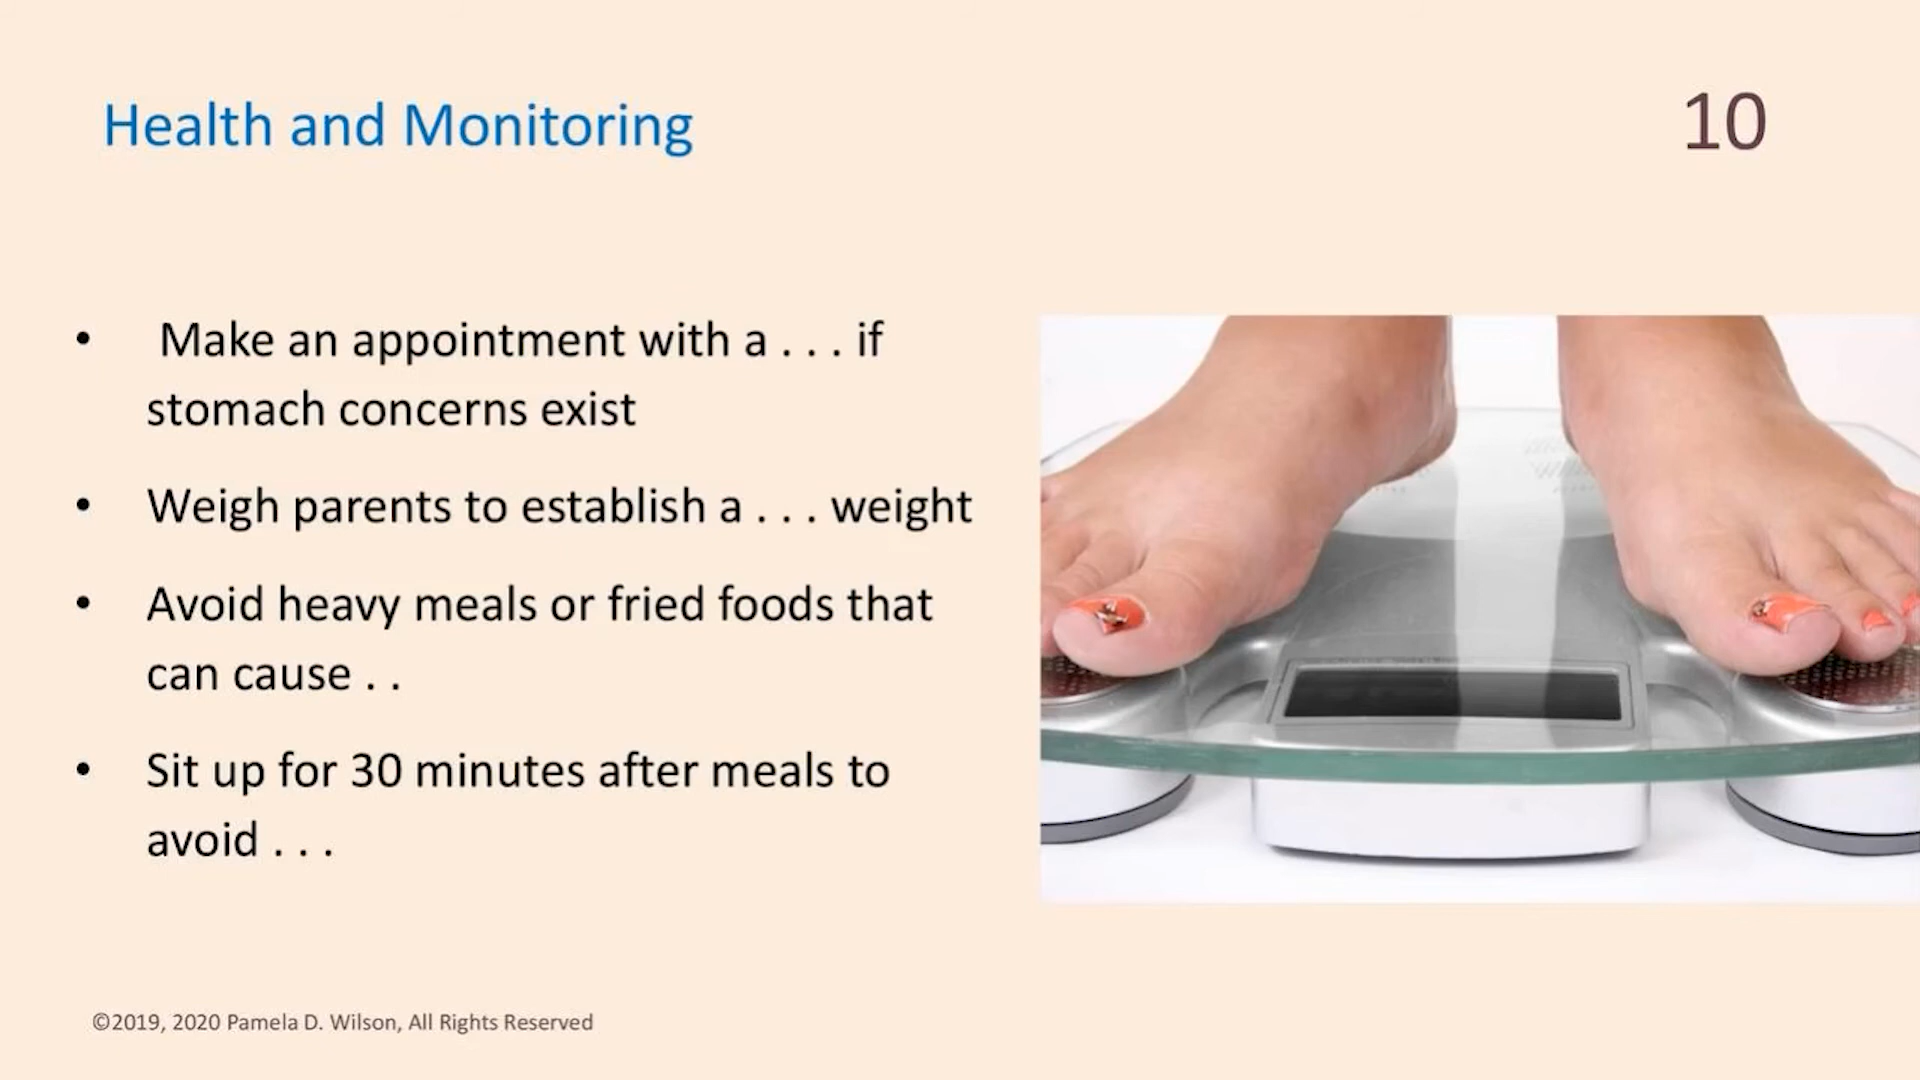 Health and Monitoring
10
• Make an appointment with a . . . if
stomach concerns exist
• Weigh parents to establish a . . . weight
• Avoid heavy meals or fried foods that
can cause . .
• Sit up for 30 minutes after meals to
avoid . . .
©2019, 2020 Pamela D. Wilson, All Rights Reserved